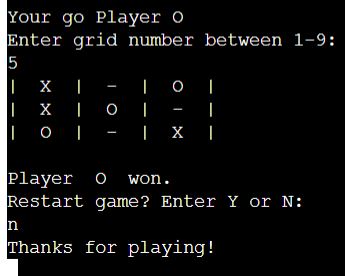 Your go Player O
Enter grid number between 1-9:
5
| X | - | O |
| X | O | - |
| O | - | X |
Player O won.
Restart game? Enter Y or N:
n
Thanks for playing!